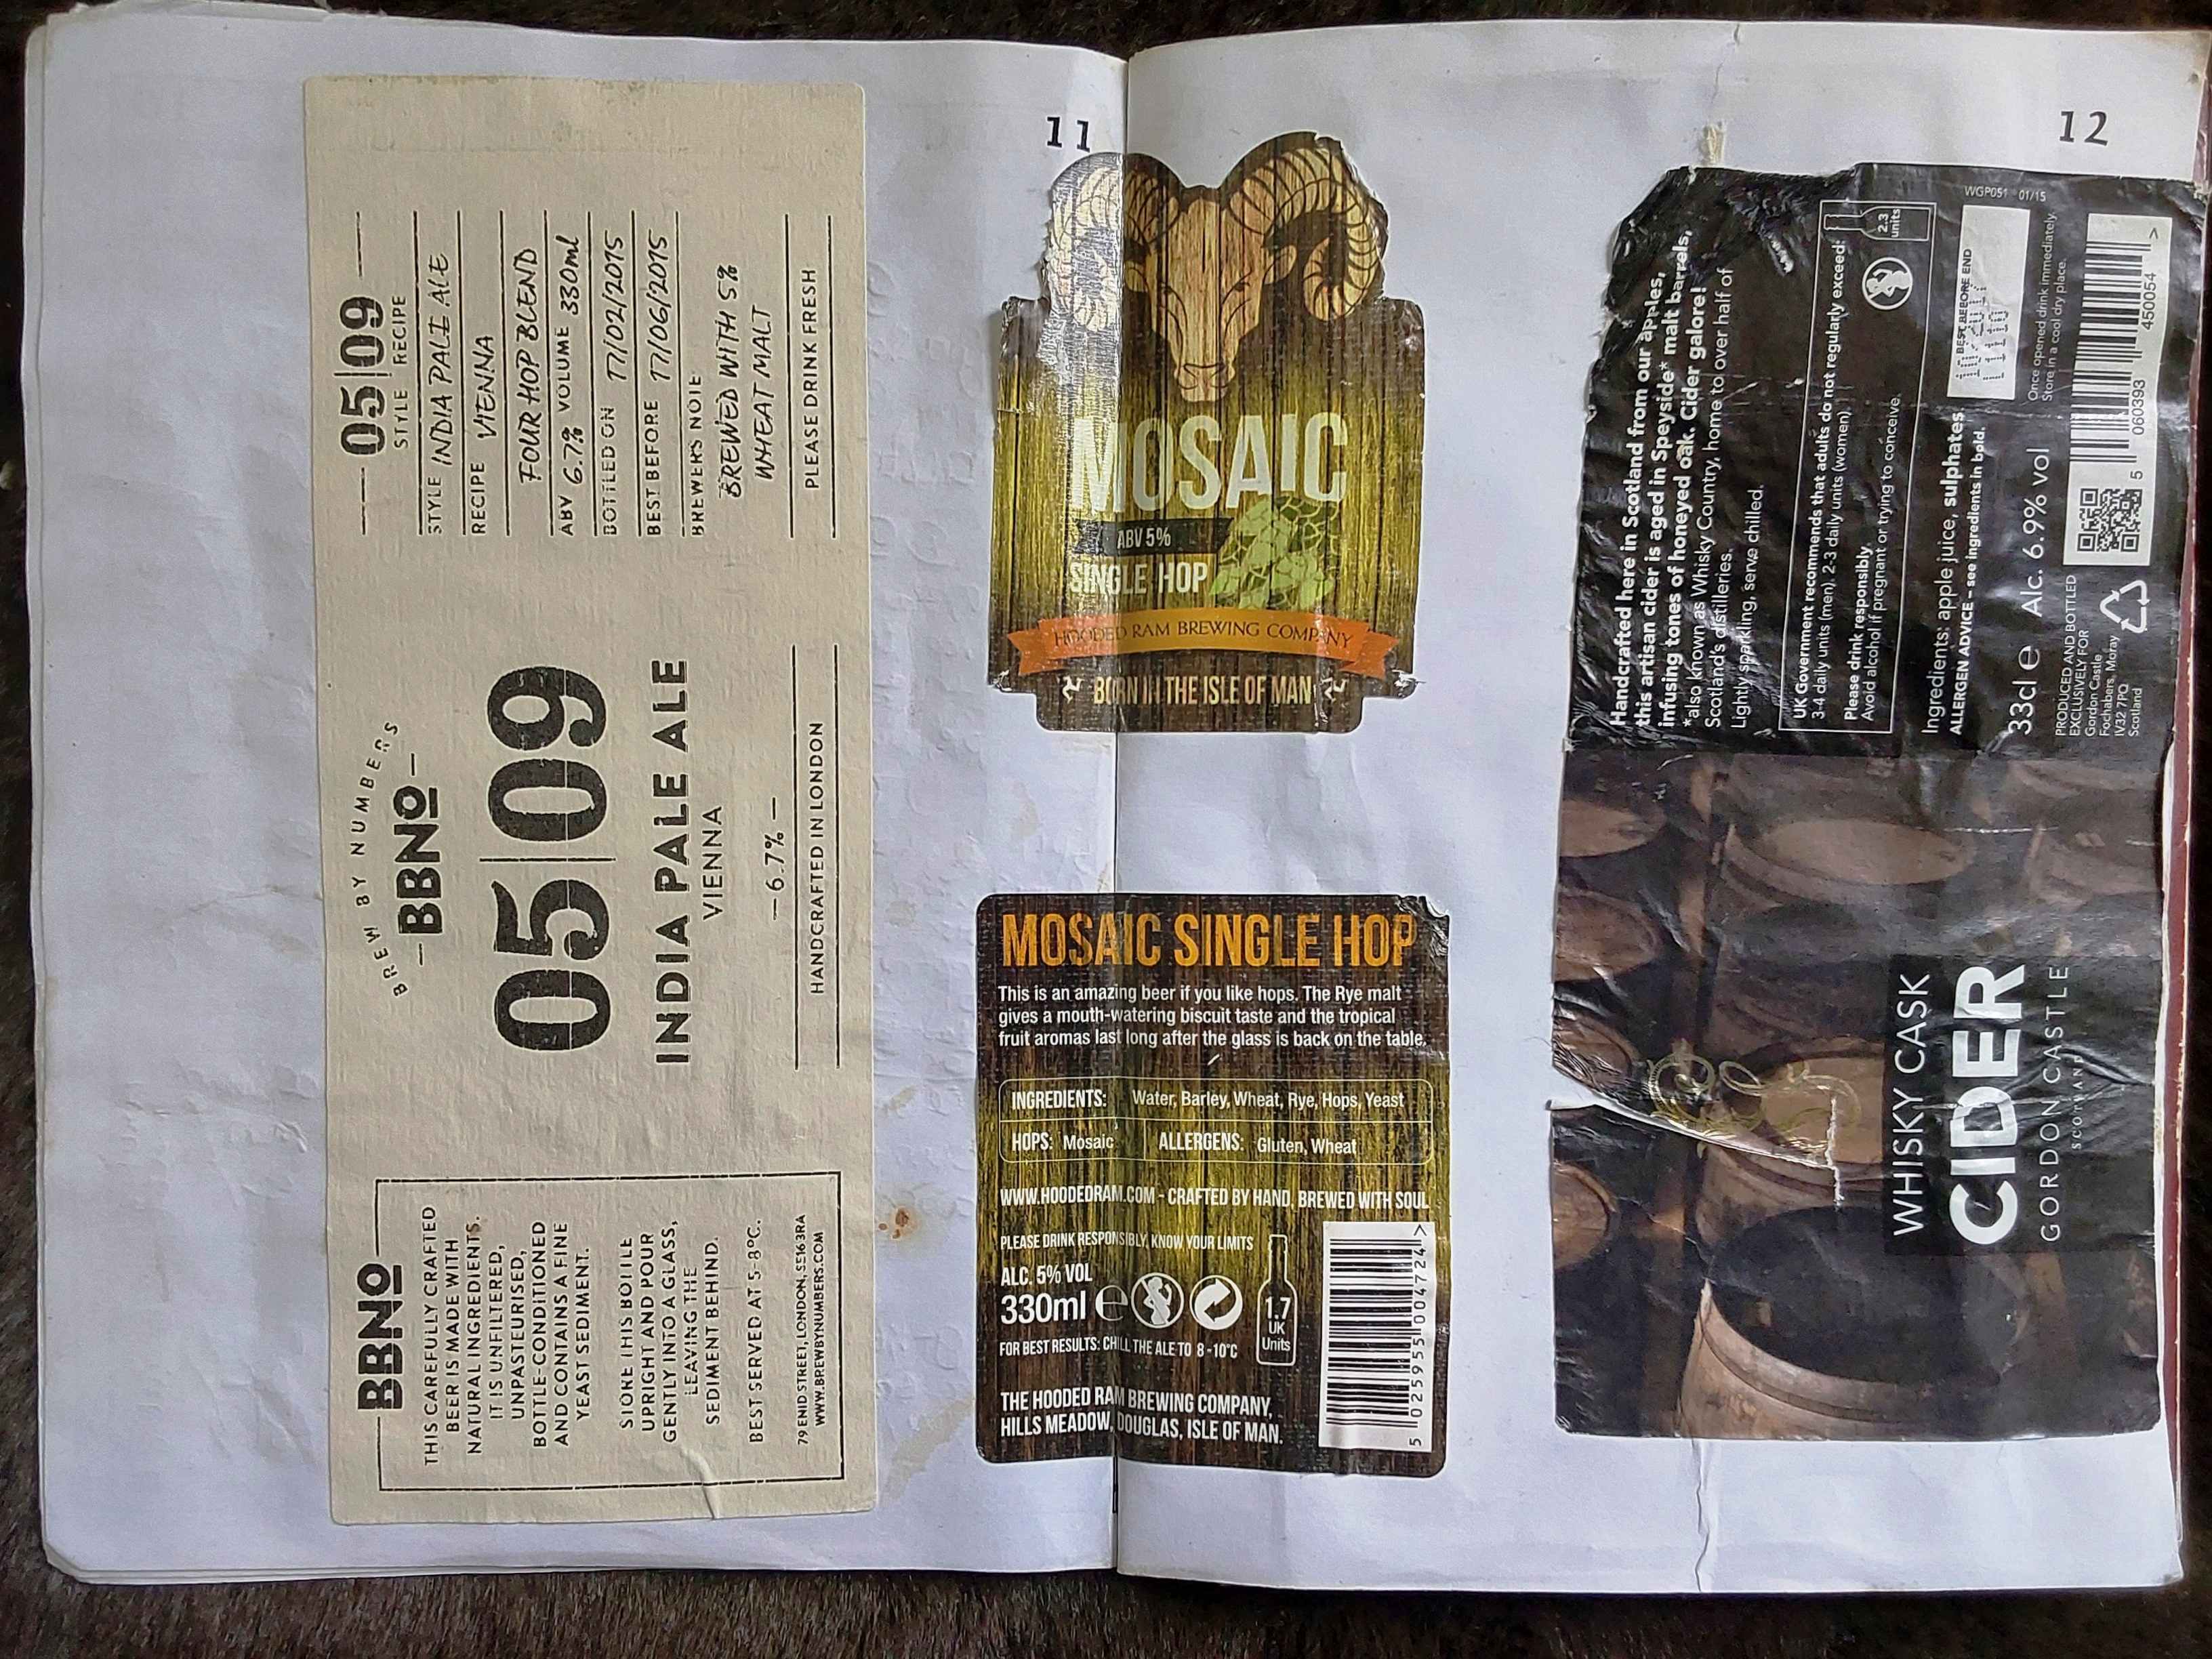 BBNO
THIS CAREFULLY CRAFTED
BEER IS MADE WITH
NATURAL INGREDIENTS.
IT IS UNFILTERED,
UNPASTEURISED,
BOTTLE-CONDITIONED
AND CONTAINS A FINE
YEAST SEDIMENT.
STORE THIS BOTTLE
UPRIGHT AND POUR
GENTLY INTO A GLASS,
LEAVING THE
SEDIMENT BEHIND.
BEST SERVED AT 5-8°C.
79 ENID STREET, LONDON, SE16 3RA
WWW.BREWBYNUMBERS.COM
BREW BY NUMBERS
BBNO
05|09
INDIA PALE ALE
VIENNA
— 6.7% —
HANDCRAFTED IN LONDON
05|09
STYLE RECIPE
STYLE INDIA PALE ALE
RECIPE VIENNA
FOUR HOP BLEND
ABV 6.7% VOLUME 330ml
BOTTLED ON 17/02/2015
BEST BEFORE 17/06/2015
BREWERS NOTE
BREWED WITH 5%
WHEAT MALT
PLEASE DRINK FRESH
11
MOSAIC
ABV 5%
SINGLE HOP
HOODED RAM BREWING COMPANY
BORN IN THE ISLE OF MAN
MOSAIC SINGLE HOP
This is an amazing beer if you like hops. The Rye malt
gives a mouth-watering biscuit taste and the tropical
fruit aromas last long after the glass is back on the table.
INGREDIENTS: Water, Barley, Wheat, Rye, Hops, Yeast
HOPS: Mosaic ALLERGENS: Gluten, Wheat
WWW.HOODEDRAM.COM - CRAFTED BY HAND, BREWED WITH SOUL
PLEASE DRINK RESPONSIBLY, KNOW YOUR LIMITS
ALC. 5% VOL
330ml e
1.7
UK
Units
FOR BEST RESULTS: CHILL THE ALE TO 8-10°C
THE HOODED RAM BREWING COMPANY,
HILLS MEADOW, DOUGLAS, ISLE OF MAN.
5 025955 004724 >
12
WHISKY CASK
CIDER
GORDON CASTLE
SCOTLAND
Handcrafted here in Scotland from our apples,
this artisan cider is aged in Speyside* malt barrels,
infusing tones of honeyed oak. Cider galore!
*also known as Whisky Country, home to over half of
Scotland's distilleries.
Lightly sparkling, serve chilled.
UK Government recommends that adults do not regularly exceed:
3-4 daily units (men), 2-3 daily units (women)
Please drink responsibly.
Avoid alcohol if pregnant or trying to conceive.
2.3
units
Ingredients: apple juice, sulphates
ALLERGEN ADVICE – see ingredients in bold.
BEST BEFORE END
WGP051 01/15
33cl e Alc. 6.9% vol
Once opened drink immediately.
Store in a cool dry place.
PRODUCED AND BOTTLED
EXCLUSIVELY FOR
Gordon Castle
Fochabers, Moray
IV32 7PQ
Scotland
5 060393 450054 >